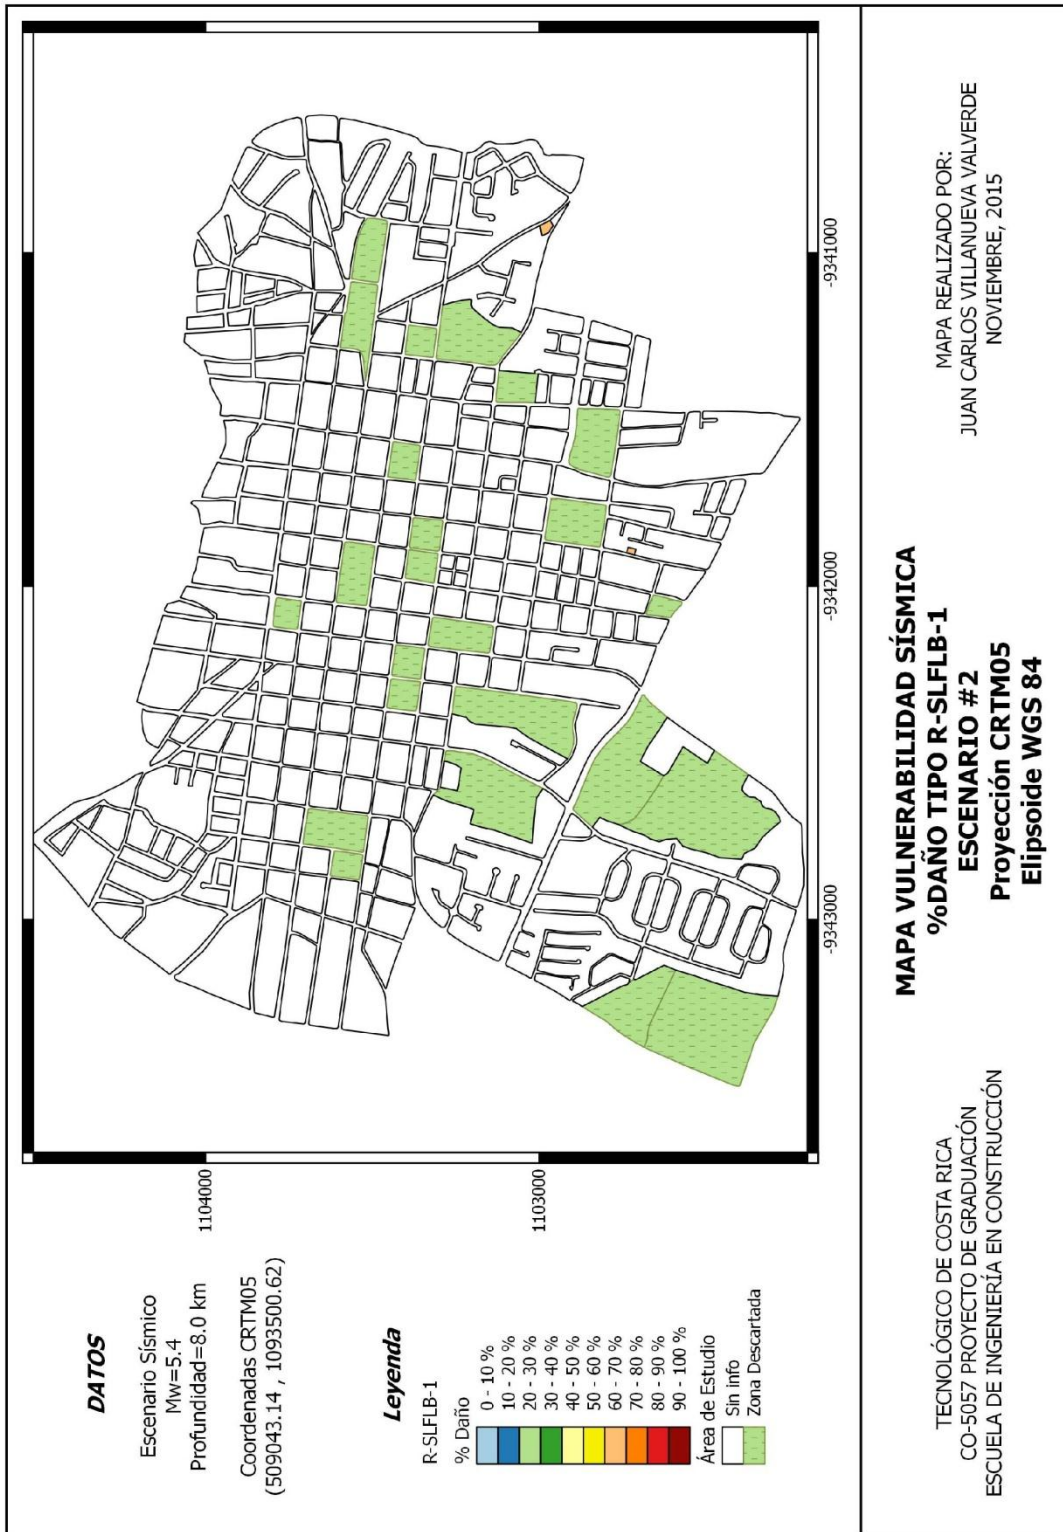 DATOS
Escenario Sísmico
Mw=5.4
Profundidad=8.0 km
Coordenadas CRTM05
(509043.14 , 1093500.62)
Leyenda
R-SLFLB-1
% Daño
0 - 10 %
10 - 20 %
20 - 30 %
30 - 40 %
40 - 50 %
50 - 60 %
60 - 70 %
70 - 80 %
80 - 90 %
90 - 100 %
Área de Estudio
Sin info
Zona Descartada
1104000
1103000
-9343000
-9342000
-9341000
TECNOLÓGICO DE COSTA RICA
CO-5057 PROYECTO DE GRADUACIÓN
ESCUELA DE INGENIERÍA EN CONSTRUCCIÓN
MAPA VULNERABILIDAD SÍSMICA
%DAÑO TIPO R-SLFLB-1
ESCENARIO #2
Proyección CRTM05
Elipsoide WGS 84
MAPA REALIZADO POR:
JUAN CARLOS VILLANUEVA VALVERDE
NOVIEMBRE, 2015